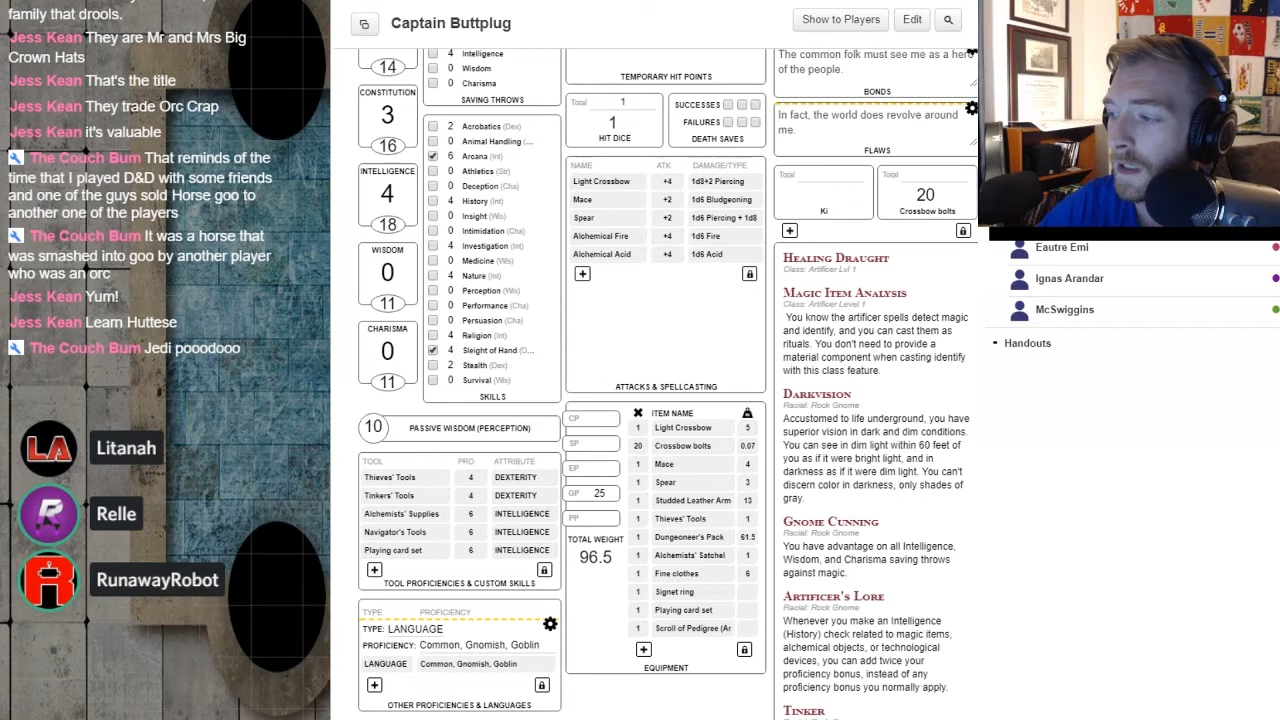 family that drools.
Jess Kean They are Mr and Mrs Big
Crown Hats
Jess Kean That's the title
Jess Kean They trade Orc Crap
Jess Kean it's valuable
The Couch Bum That reminds of the
time that I played D&D with some friends
and one of the guys sold Horse goo to
another one of the players
The Couch Bum It was a horse that
was smashed into goo by another player
who was an orc
Jess Kean Yum!
Jess Kean Learn Huttese
The Couch Bum Jedi poodooo
LA Litanah
R Relle
RunawayRobot
Captain Buttplug
Show to Players
Edit
14
CONSTITUTION
3
16
INTELLIGENCE
4
18
WISDOM
0
11
CHARISMA
0
11
4 Intelligence
0 Wisdom
0 Charisma
SAVING THROWS
2 Acrobatics (Dex)
0 Animal Handling (...
6 Arcana (Int)
0 Athletics (Str)
0 Deception (Cha)
4 History (Int)
0 Insight (Wis)
0 Intimidation (Cha)
4 Investigation (Int)
0 Medicine (Wis)
4 Nature (Int)
0 Perception (Wis)
0 Performance (Cha)
0 Persuasion (Cha)
4 Religion (Int)
4 Sleight of Hand (D...
2 Stealth (Dex)
0 Survival (Wis)
SKILLS
10 PASSIVE WISDOM (PERCEPTION)
TOOL PRO ATTRIBUTE
Thieves' Tools 4 DEXTERITY
Tinkers' Tools 4 DEXTERITY
Alchemists' Supplies 6 INTELLIGENCE
Navigator's Tools 6 INTELLIGENCE
Playing card set 6 INTELLIGENCE
TOOL PROFICIENCIES & CUSTOM SKILLS
TYPE PROFICIENCY
TYPE: LANGUAGE
PROFICIENCY: Common, Gnomish, Goblin
LANGUAGE Common, Gnomish, Goblin
OTHER PROFICIENCIES & LANGUAGES
TEMPORARY HIT POINTS
Total 1
1
HIT DICE
SUCCESSES
FAILURES
DEATH SAVES
NAME ATK DAMAGE/TYPE
Light Crossbow +4 1d8+2 Piercing
Mace +2 1d6 Bludgeoning
Spear +2 1d6 Piercing + 1d8
Alchemical Fire +4 1d6 Fire
Alchemical Acid +4 1d6 Acid
ATTACKS & SPELLCASTING
CP
SP
EP
GP 25
PP
TOTAL WEIGHT
96.5
ITEM NAME
1 Light Crossbow 5
20 Crossbow bolts 0.07
1 Mace 4
1 Spear 3
1 Studded Leather Arm 13
1 Thieves' Tools 1
1 Dungeoneer's Pack 61.5
1 Alchemists' Satchel 1
1 Fine clothes 6
1 Signet ring
1 Playing card set
1 Scroll of Pedigree (Ar
EQUIPMENT
The common folk must see me as a hero
of the people.
BONDS
In fact, the world does revolve around
me.
FLAWS
Total
Ki
Total
20
Crossbow bolts
HEALING DRAUGHT
Class: Artificer Lvl 1
MAGIC ITEM ANALYSIS
Class: Artificer Level 1
You know the artificer spells detect magic
and identify, and you can cast them as
rituals. You don't need to provide a
material component when casting identify
with this class feature.
DARKVISION
Racial: Rock Gnome
Accustomed to life underground, you have
superior vision in dark and dim conditions.
You can see in dim light within 60 feet of
you as if it were bright light, and in
darkness as if it were dim light. You can't
discern color in darkness, only shades of
gray.
GNOME CUNNING
Racial: Rock Gnome
You have advantage on all Intelligence,
Wisdom, and Charisma saving throws
against magic.
ARTIFICER'S LORE
Racial: Rock Gnome
Whenever you make an Intelligence
(History) check related to magic items,
alchemical objects, or technological
devices, you can add twice your
proficiency bonus, instead of any
proficiency bonus you normally apply.
TINKER
Eautre Emi
Ignas Arandar
McSwiggins
Handouts